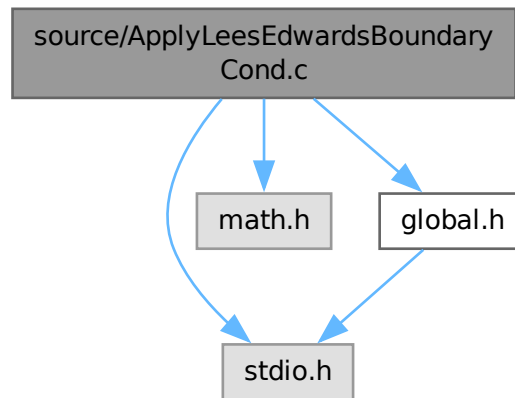 source/ApplyLeesEdwardsBoundary
Cond.c
math.h
global.h
stdio.h